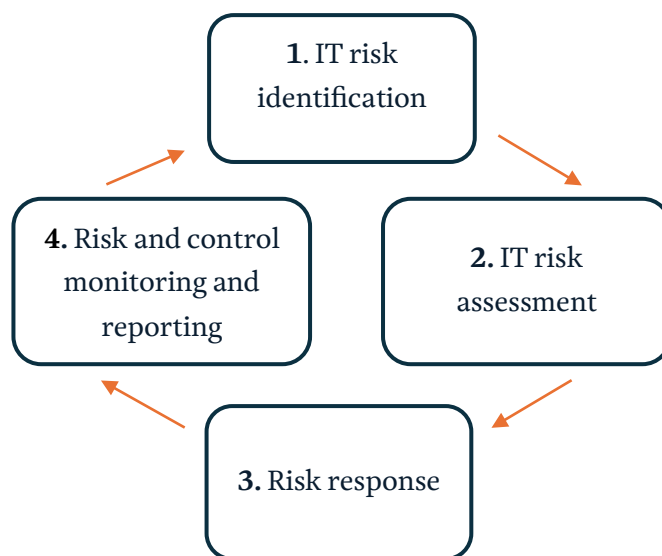 1. IT risk
identification
2. IT risk
assessment
3. Risk response
4. Risk and control
monitoring and
reporting